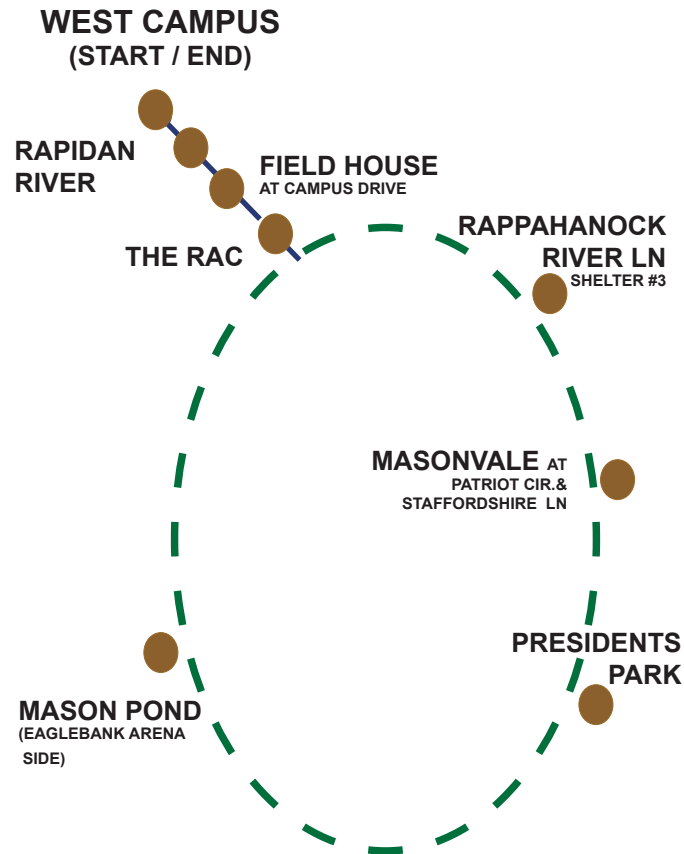 WEST CAMPUS
(START / END)
RAPIDAN
RIVER
FIELD HOUSE
AT CAMPUS DRIVE
THE RAC
RAPPAHANOCK
RIVER LN
SHELTER #3
MASONVALE AT
PATRIOT CIR.&
STAFFORDSHIRE LN
PRESIDENTS
PARK
MASON POND
(EAGLEBANK ARENA
SIDE)